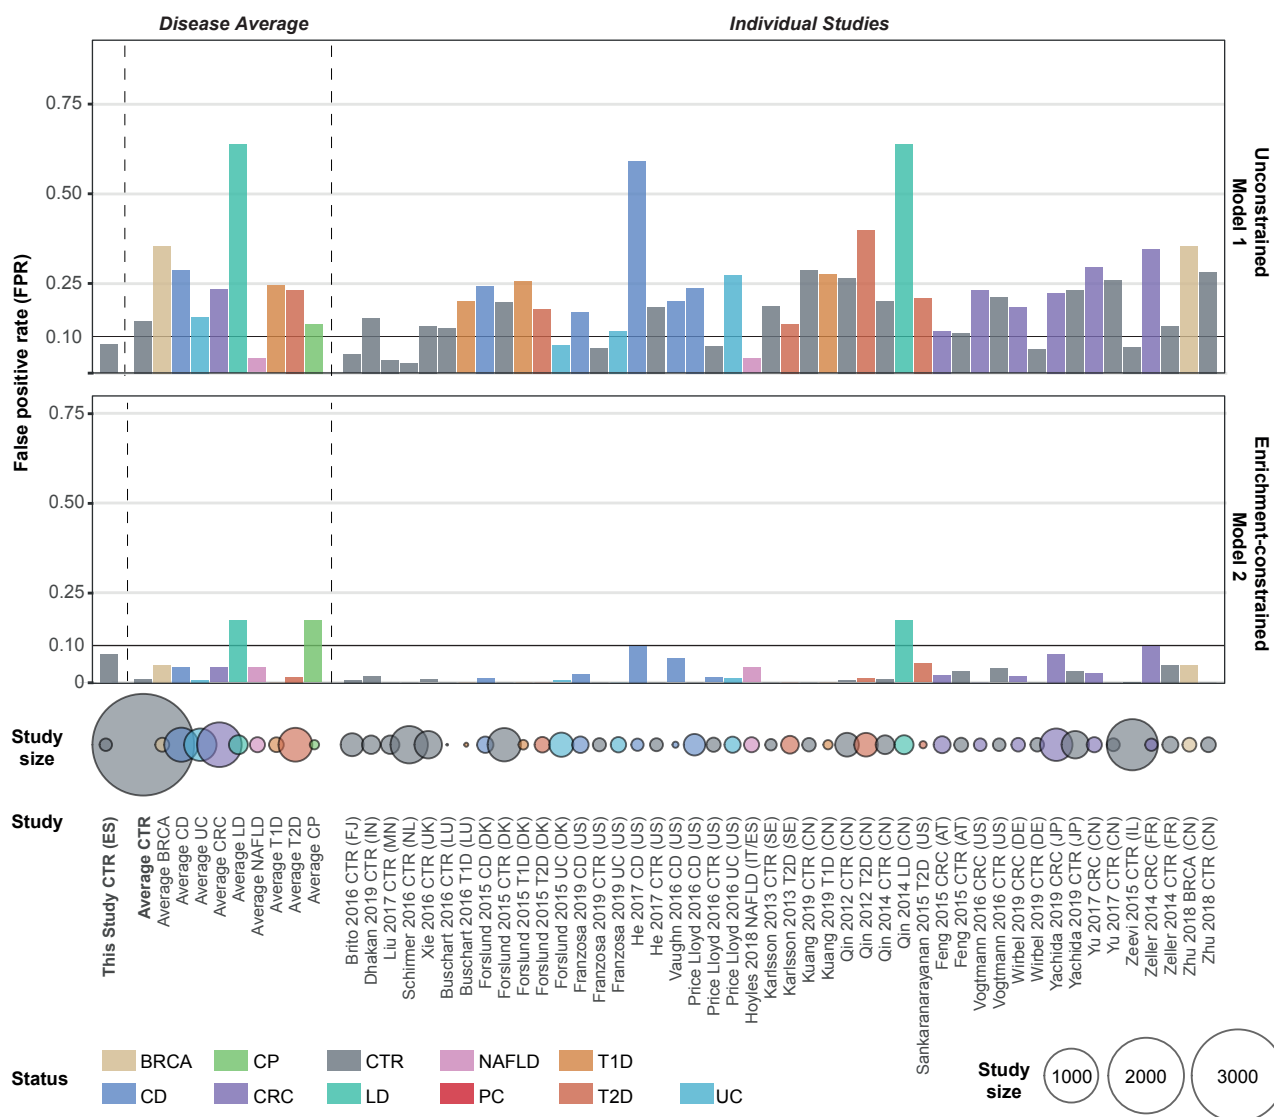 Disease Average
Individual Studies
False positive rate (FPR)
0.75
0.50
0.25
0.10
Unconstrained
Model 1
0.75
0.50
0.25
0.10
0
Enrichment-constrained
Model 2
Study
size
Study
This Study CTR (ES)
Average CTR
Average BRCA
Average CD
Average UC
Average CRC
Average LD
Average NAFLD
Average T1D
Average T2D
Average CP
Brito 2016 CTR (FJ)
Dhakan 2019 CTR (IN)
Liu 2017 CTR (MN)
Schirmer 2016 CTR (NL)
Xie 2016 CTR (UK)
Buschart 2016 CTR (LU)
Buschart 2016 T1D (LU)
Forslund 2015 CD (DK)
Forslund 2015 CTR (DK)
Forslund 2015 T1D (DK)
Forslund 2015 T2D (DK)
Forslund 2015 UC (DK)
Franzosa 2019 CD (US)
Franzosa 2019 CTR (US)
Franzosa 2019 UC (US)
He 2017 CD (US)
He 2017 CTR (US)
Vaughn 2016 CD (US)
Price Lloyd 2016 CD (US)
Price Lloyd 2016 CTR (US)
Price Lloyd 2016 UC (US)
Hoyles 2018 NAFLD (IT/ES)
Karlsson 2013 CTR (SE)
Karlsson 2013 T2D (SE)
Kuang 2019 CTR (CN)
Kuang 2019 T1D (CN)
Qin 2012 CTR (CN)
Qin 2012 T2D (CN)
Qin 2014 CTR (CN)
Qin 2014 LD (CN)
Sankaranarayanan 2015 T2D (US)
Feng 2015 CRC (AT)
Feng 2015 CTR (AT)
Vogtmann 2016 CRC (US)
Vogtmann 2016 CTR (US)
Wirbel 2019 CRC (DE)
Wirbel 2019 CTR (DE)
Yachida 2019 CRC (JP)
Yachida 2019 CTR (JP)
Yu 2017 CRC (CN)
Yu 2017 CTR (CN)
Zeevi 2015 CTR (IL)
Zeller 2014 CRC (FR)
Zeller 2014 CTR (FR)
Zhu 2018 BRCA (CN)
Zhu 2018 CTR (CN)
Status
BRCA CP CTR NAFLD T1D
CD CRC LD PC T2D UC
Study
size
1000 2000 3000